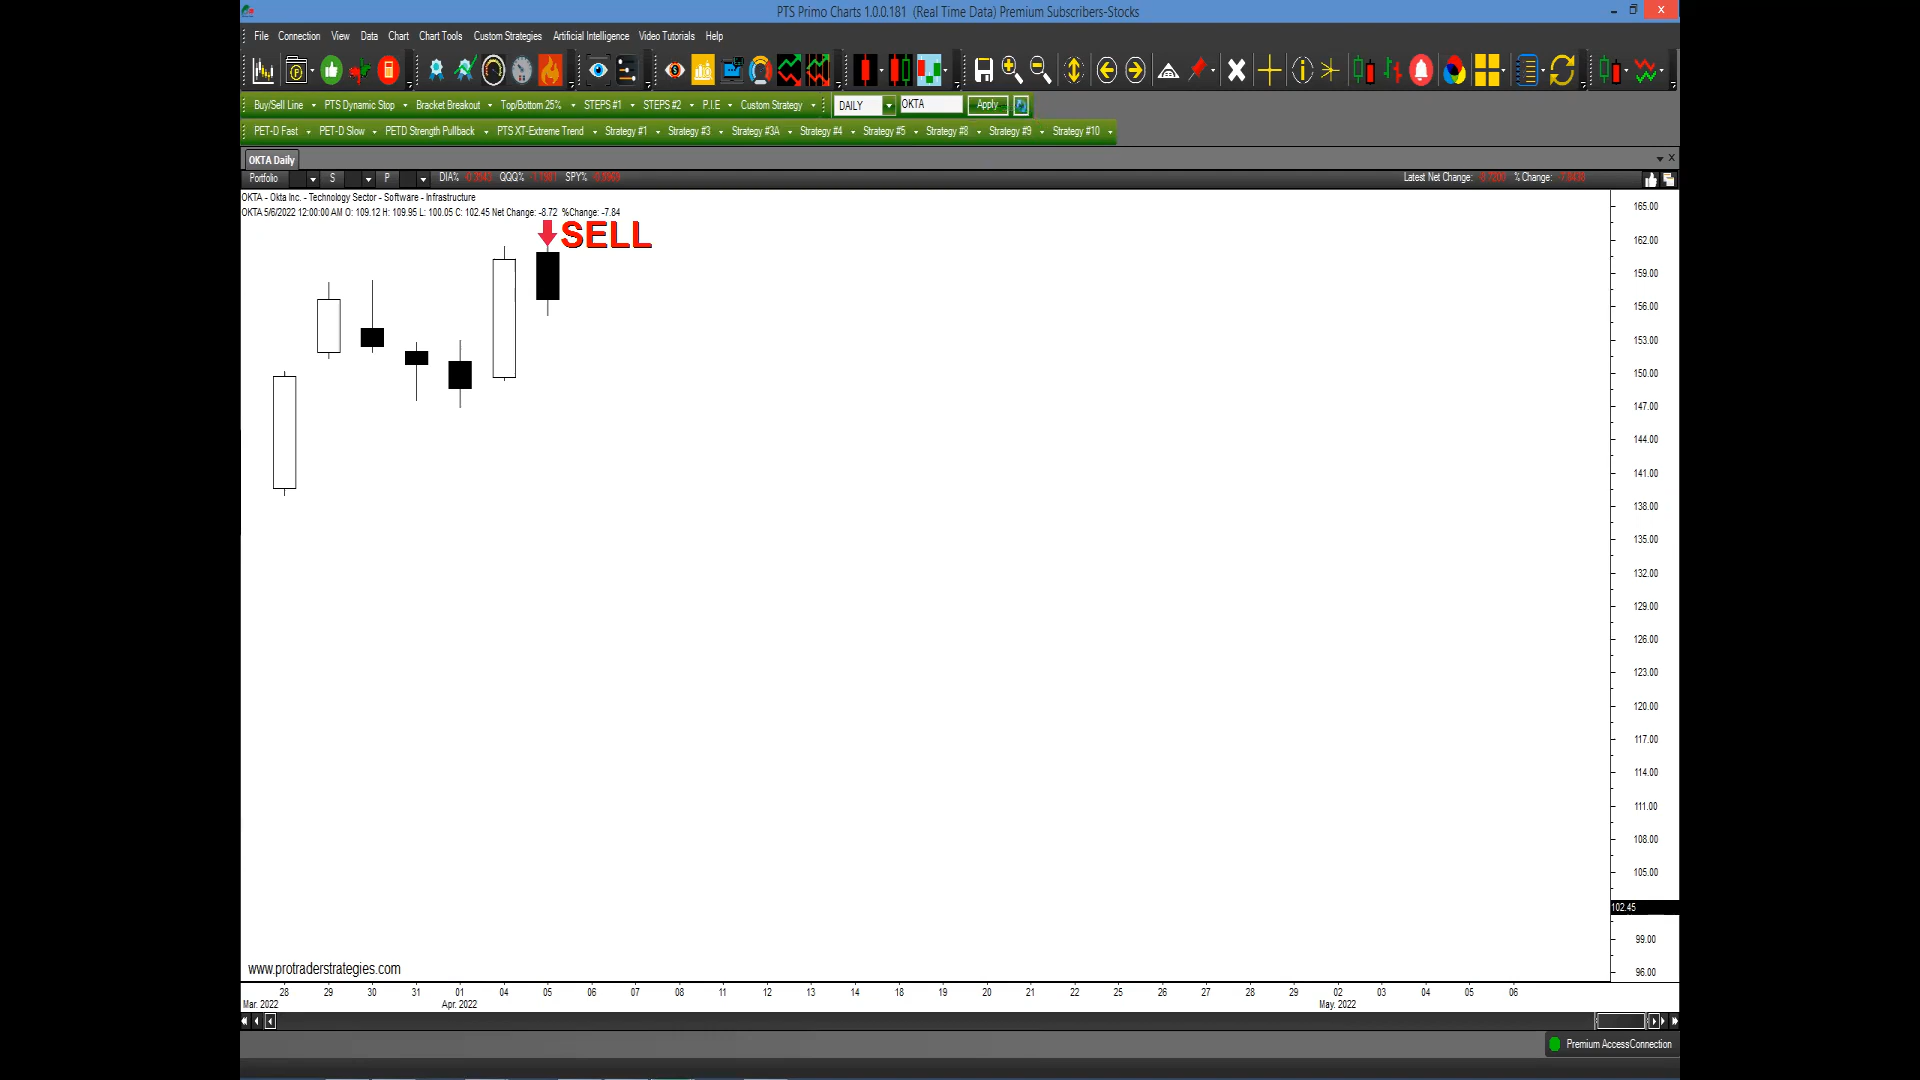 PTS Primo Charts 1.0.0.181 (Real Time Data) Premium Subscribers-Stocks
File Connection View Data Chart Chart Tools Custom Strategies Artificial Intelligence Video Tutorials Help
Buy/Sell Line PTS Dynamic Stop Bracket Breakout Top/Bottom 25% STEPS #1 STEPS #2 P.I.E Custom Strategy DAILY OKTA Apply
PET-D Fast PET-D Slow PETD Strength Pullback PTS XT-Extreme Trend Strategy #1 Strategy #3 Strategy #3A Strategy #4 Strategy #5 Strategy #8 Strategy #9 Strategy #10
OKTA Daily
Portfolio S P DIA% QQQ% SPY% Latest Net Change: -8.7200 % Change: -7.8438
OKTA - Okta Inc. - Technology Sector - Software - Infrastructure
OKTA 5/6/2022 12:00:00 AM O: 109.12 H: 109.95 L: 100.05 C: 102.45 Net Change: -8.72 %Change: -7.84
SELL
165.00
162.00
159.00
156.00
153.00
150.00
147.00
144.00
141.00
138.00
135.00
132.00
129.00
126.00
123.00
120.00
117.00
114.00
111.00
108.00
105.00
102.45
99.00
96.00
www.protraderstrategies.com
28 29 30 31 01 04 05 06 07 08 11 12 13 14 18 19 20 21 22 25 26 27 28 29 02 03 04 05 06
Mar. 2022 Apr. 2022 May. 2022
Premium AccessConnection